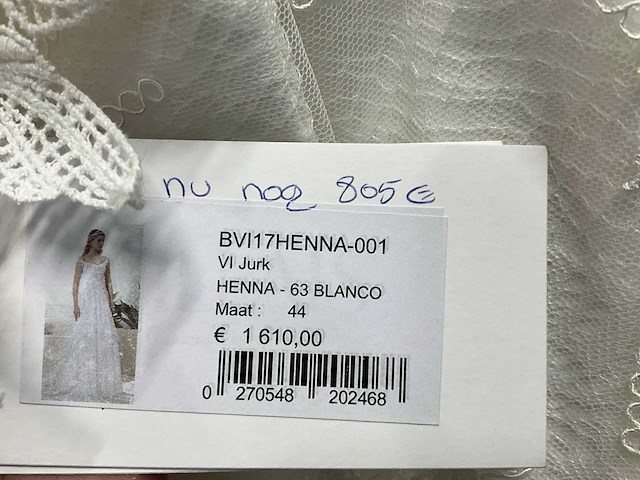 nu nog 805€
BVI17HENNA-001
VI Jurk
HENNA - 63 BLANCO
Maat : 44
€ 1 610,00
0 270548 202468